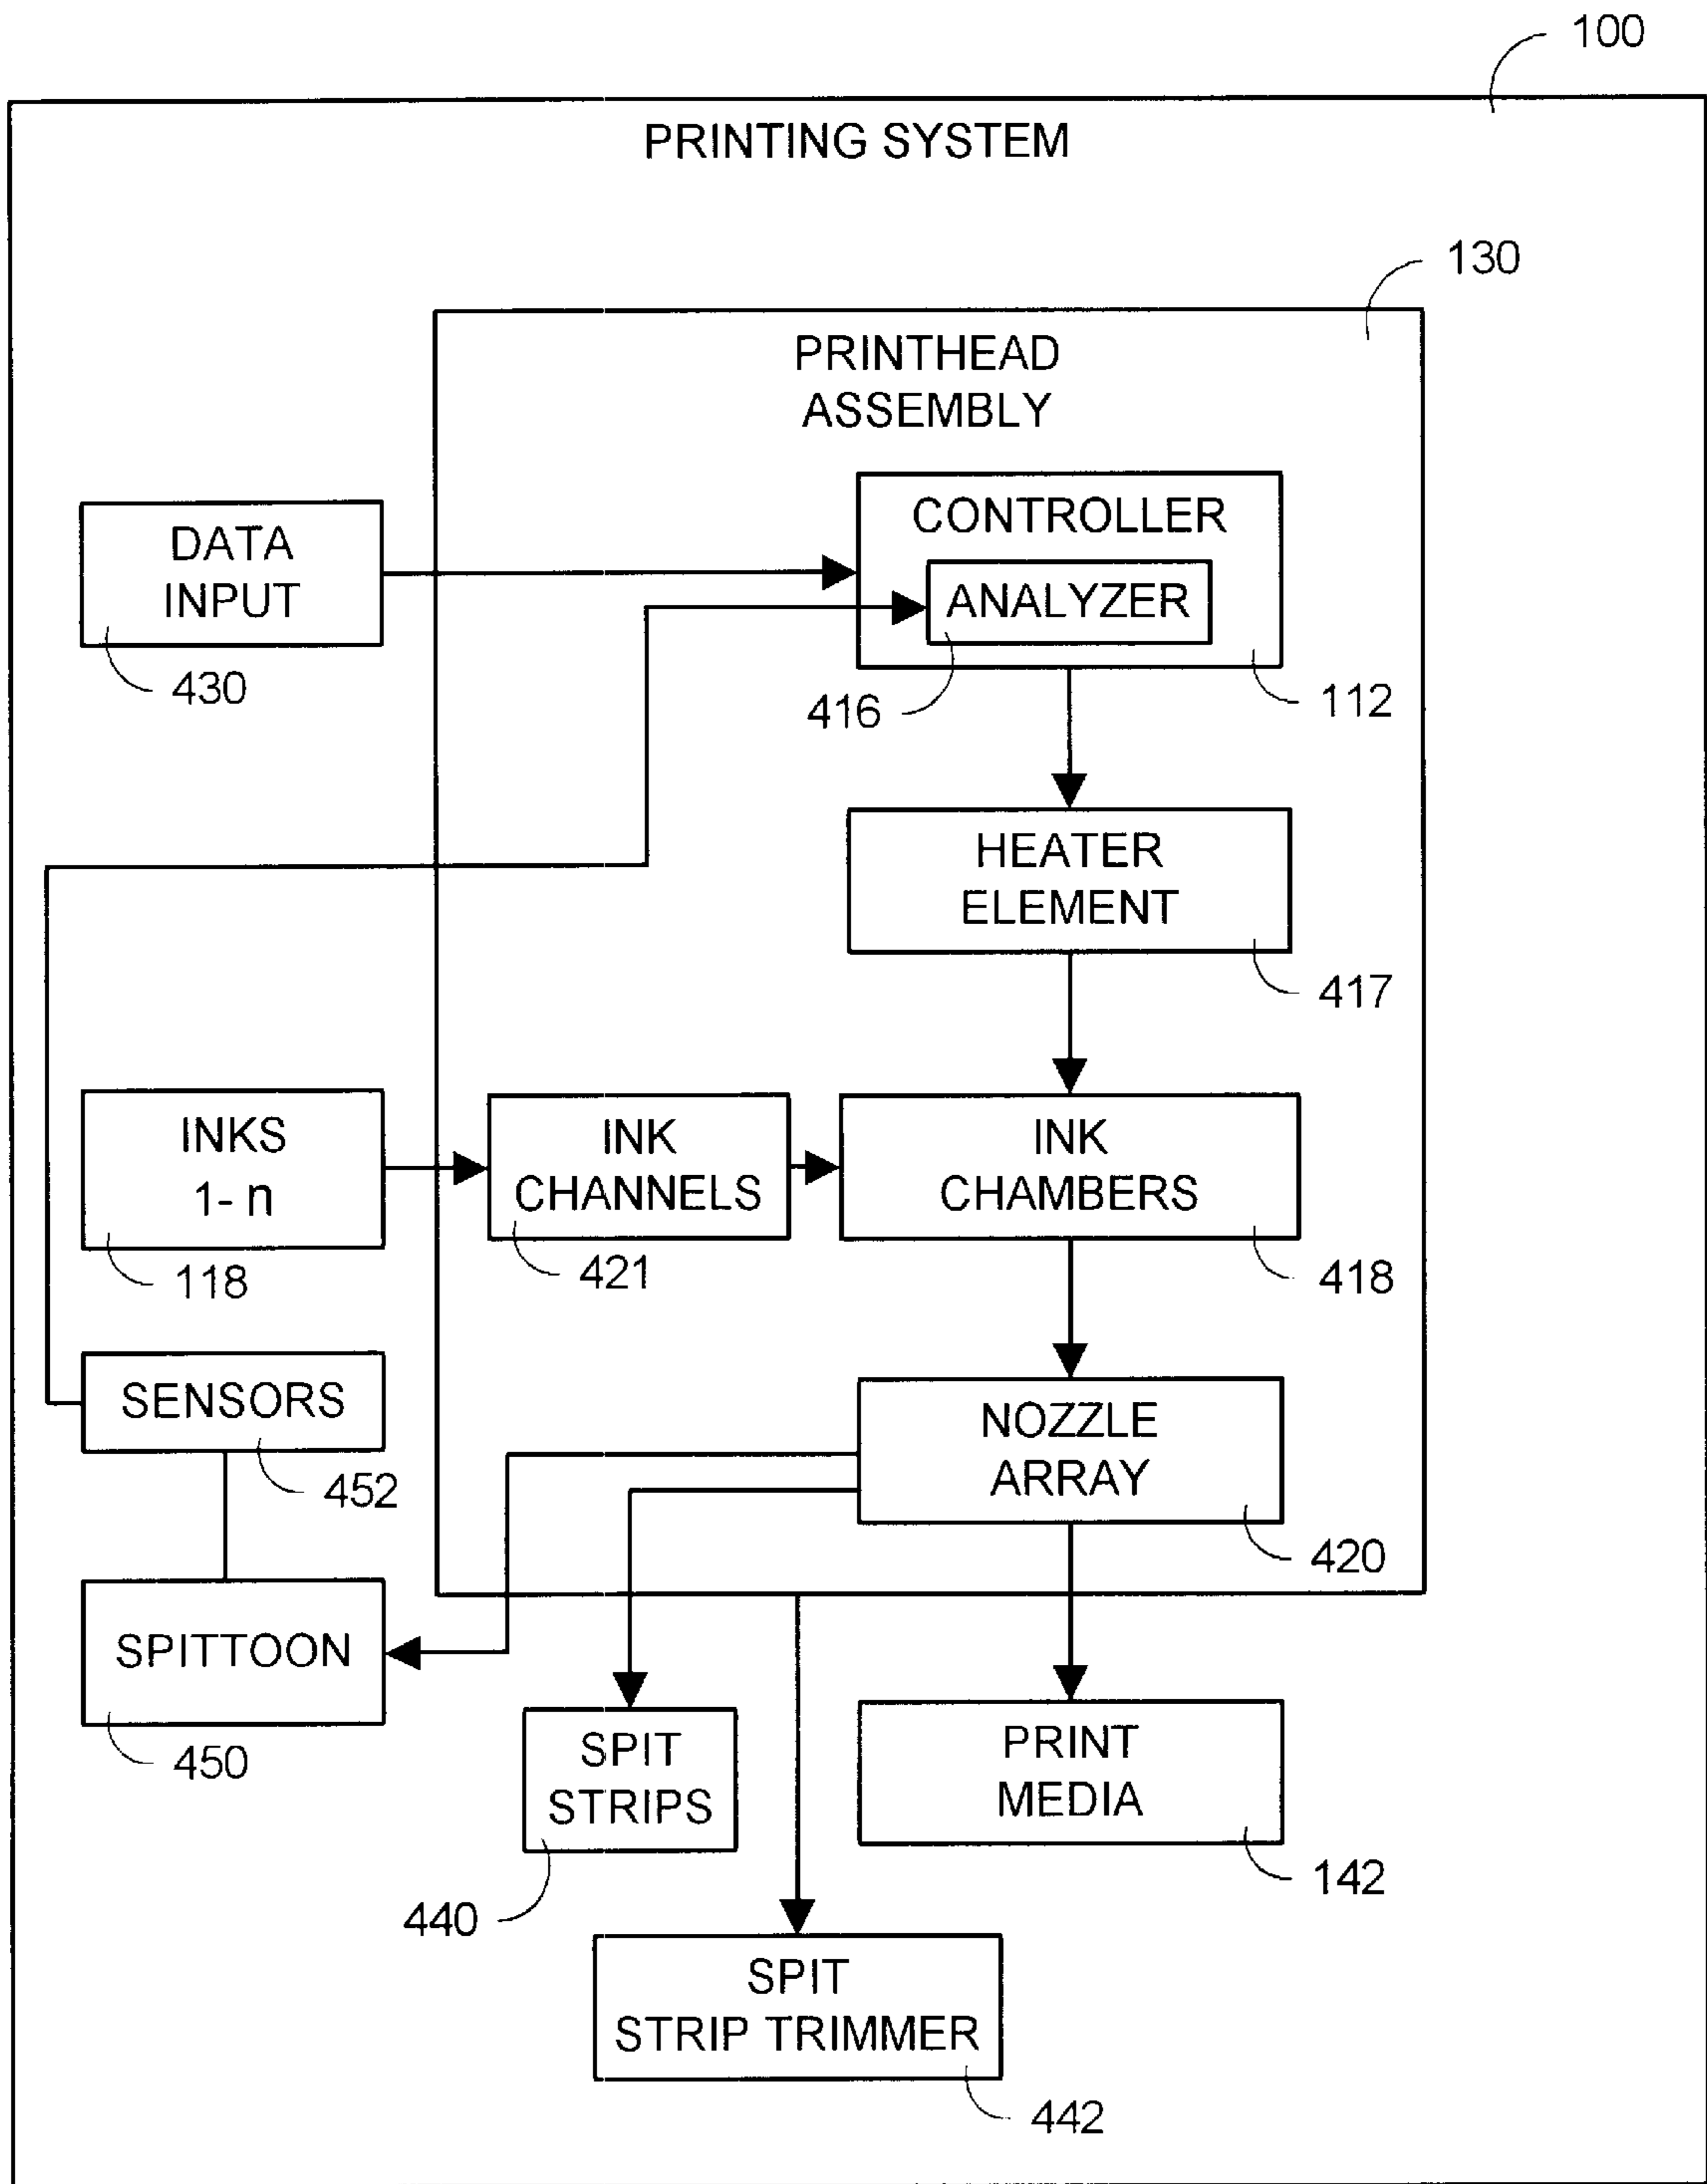 100
PRINTING SYSTEM
130
PRINTHEAD
ASSEMBLY
DATA
INPUT
430
CONTROLLER
ANALYZER
416
112
HEATER
ELEMENT
417
INKS
1- n
118
INK
CHANNELS
421
INK
CHAMBERS
418
SENSORS
452
NOZZLE
ARRAY
420
SPITTOON
450
SPIT
STRIPS
440
PRINT
MEDIA
142
SPIT
STRIP TRIMMER
442